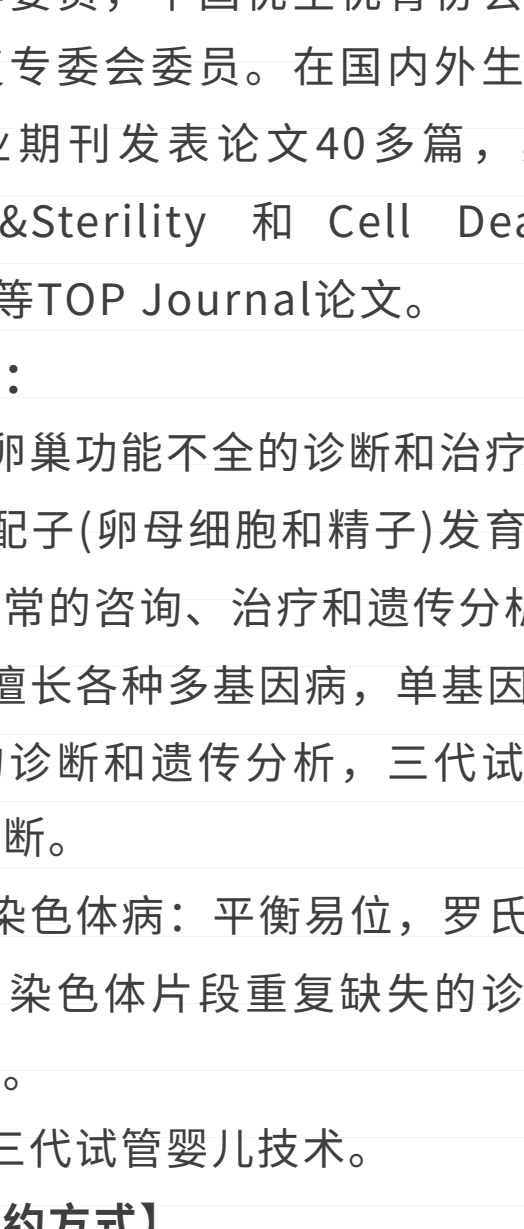 委员，中国优生优育协会
专委会委员。在国内外生
业期刊发表论文40多篇，
&Sterility 和 Cell Dea
等TOP Journal论文。
：
卵巢功能不全的诊断和治疗
配子(卵母细胞和精子)发育
常的咨询、治疗和遗传分析
擅长各种多基因病，单基因
的诊断和遗传分析，三代试
断。
染色体病：平衡易位，罗氏
染色体片段重复缺失的诊
。
三代试管婴儿技术。
约方式】